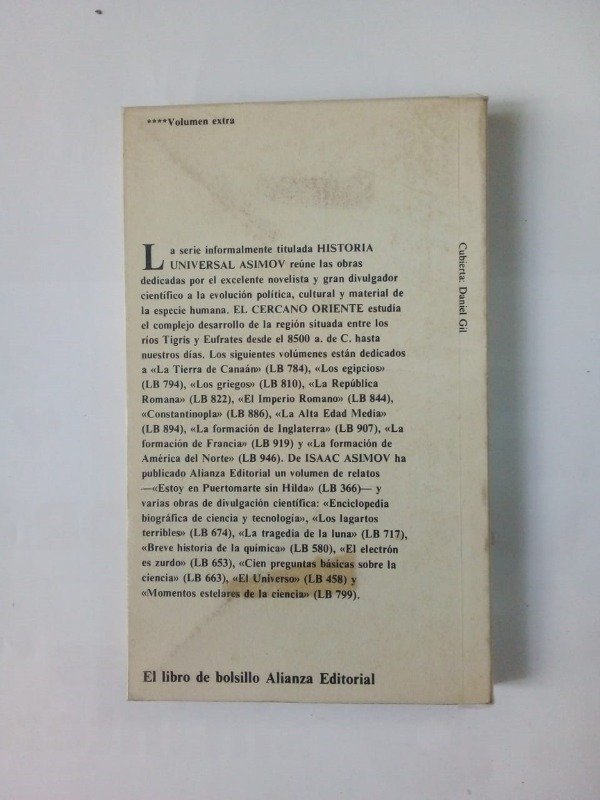 ****Volumen extra
La serie informalmente titulada HISTORIA
UNIVERSAL ASIMOV reúne las obras
dedicadas por el excelente novelista y gran divulgador
científico a la evolución política, cultural y material de
la especie humana. EL CERCANO ORIENTE estudia
el complejo desarrollo de la región situada entre los
ríos Tigris y Eufrates desde el 8500 a. de C. hasta
nuestros días. Los siguientes volúmenes están dedicados
a «La Tierra de Canaán» (LB 784), «Los egipcios»
(LB 794), «Los griegos» (LB 810), «La República
Romana» (LB 822), «El Imperio Romano» (LB 844),
«Constantinopla» (LB 886), «La Alta Edad Media»
(LB 894), «La formación de Inglaterra» (LB 907), «La
formación de Francia» (LB 919) y «La formación de
América del Norte» (LB 946). De ISAAC ASIMOV ha
publicado Alianza Editorial un volumen de relatos
—«Estoy en Puertomarte sin Hilda» (LB 366)— y
varias obras de divulgación científica: «Enciclopedia
biográfica de ciencia y tecnología», «Los lagartos
terribles» (LB 674), «La tragedia de la luna» (LB 717),
«Breve historia de la química» (LB 580), «El electrón
es zurdo» (LB 653), «Cien preguntas básicas sobre la
ciencia» (LB 663), «El Universo» (LB 458) y
«Momentos estelares de la ciencia» (LB 799).
El libro de bolsillo Alianza Editorial
Cubierta: Daniel Gil